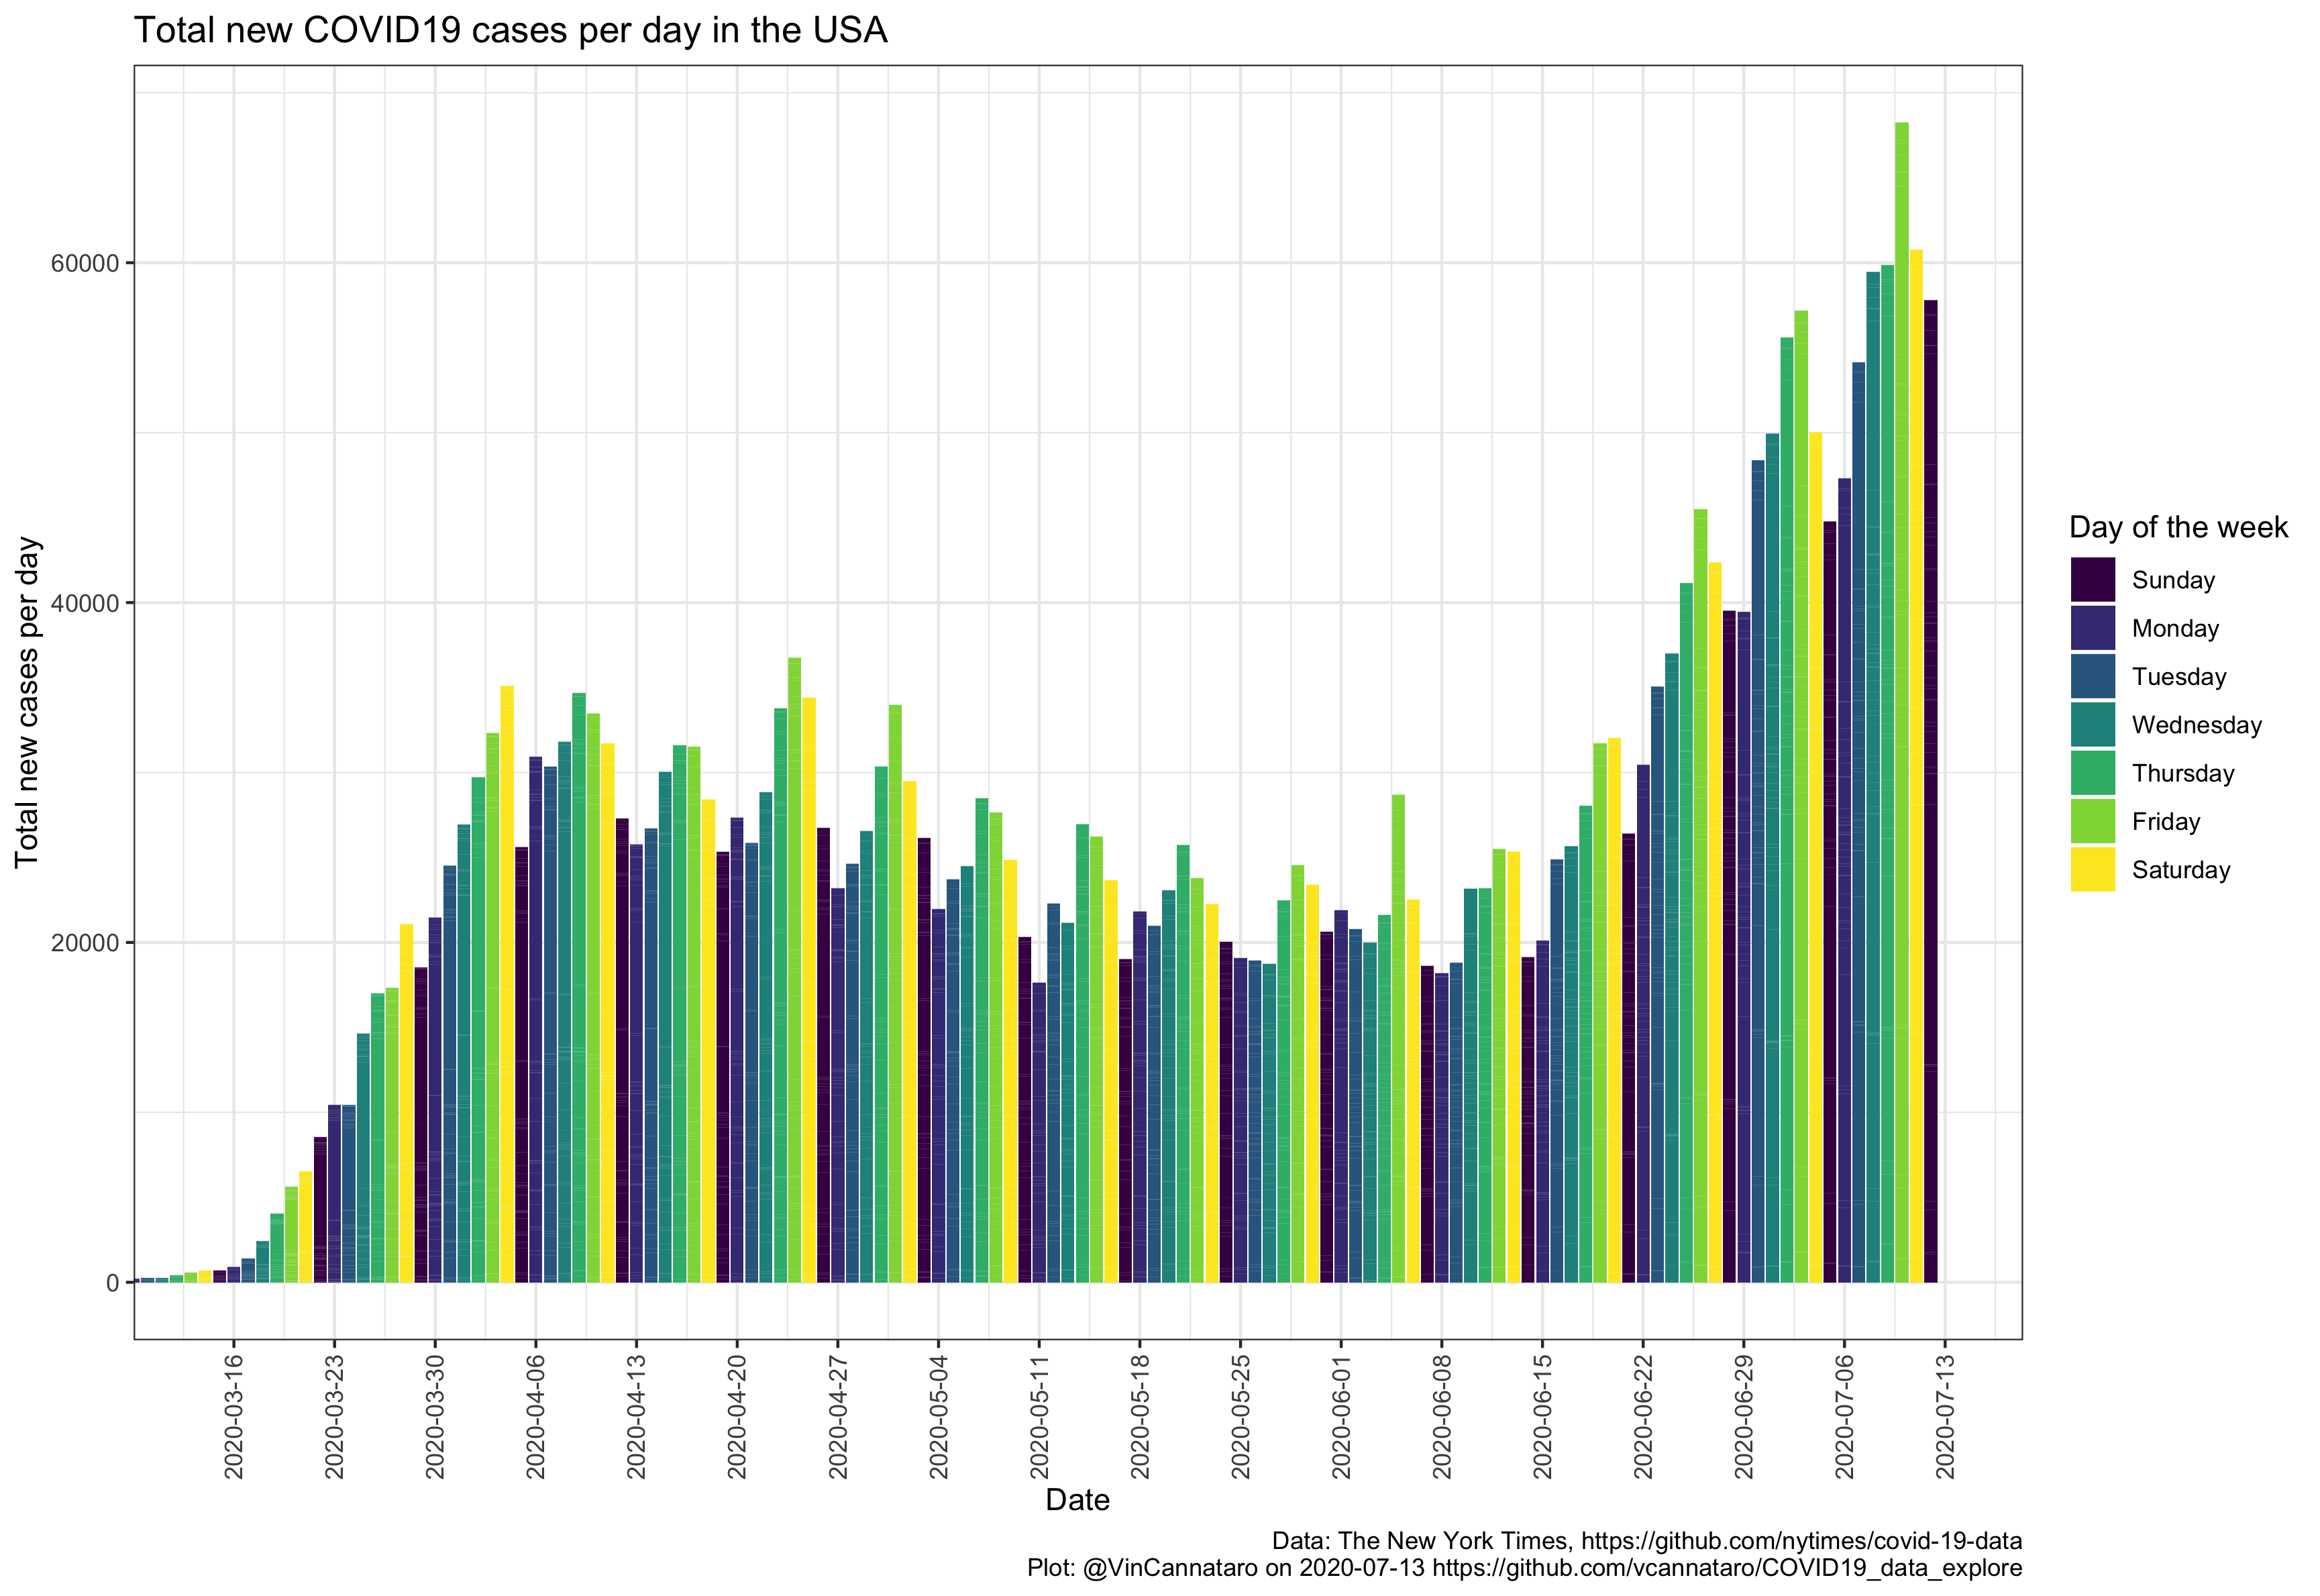 Total new COVID19 cases per day in the USA
Total new cases per day
60000
40000
20000
0
2020-03-16
2020-03-23
2020-03-30
2020-04-06
2020-04-13
2020-04-20
2020-04-27
2020-05-04
2020-05-11
2020-05-18
2020-05-25
2020-06-01
2020-06-08
2020-06-15
2020-06-22
2020-06-29
2020-07-06
2020-07-13
Date
Day of the week
Sunday
Monday
Tuesday
Wednesday
Thursday
Friday
Saturday
Data: The New York Times, https://github.com/nytimes/covid-19-data
Plot: @VinCannataro on 2020-07-13 https://github.com/vcannataro/COVID19_data_explore